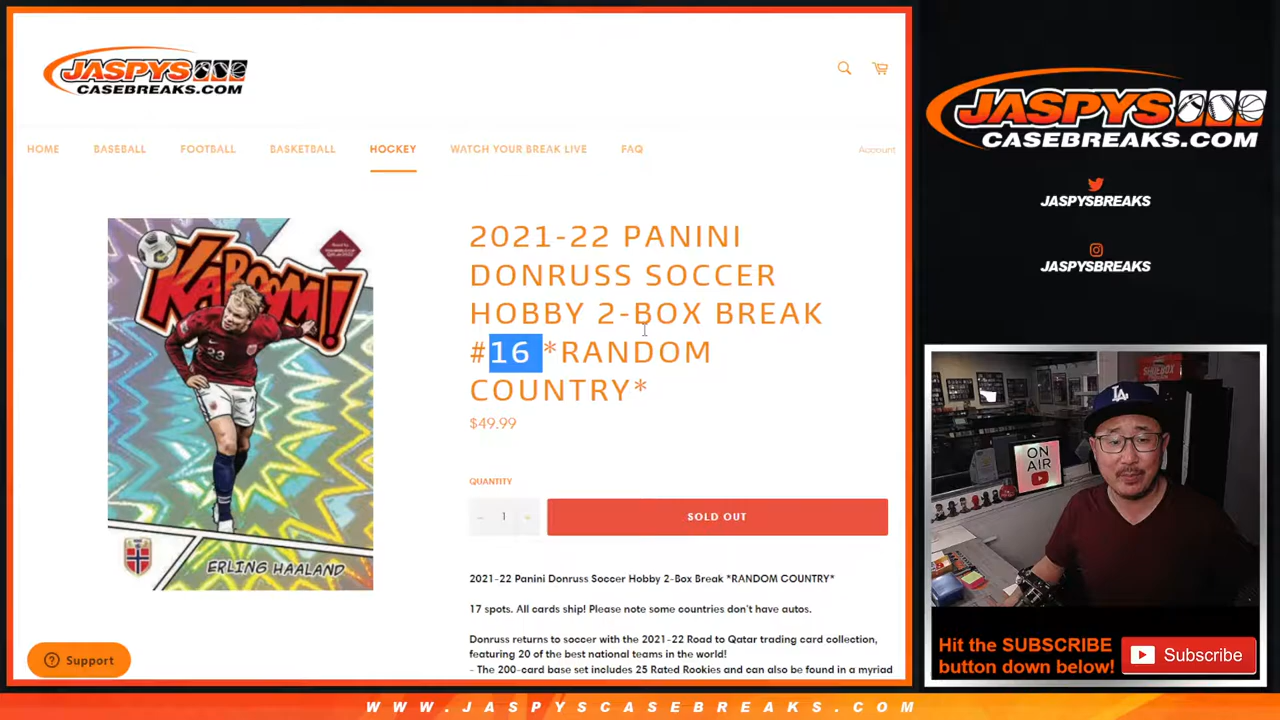 JASPYS
CASEBREAKS.COM
HOME BASEBALL FOOTBALL BASKETBALL HOCKEY WATCH YOUR BREAK LIVE FAQ Account
KABOOM!
23
ERLING HAALAND
2021-22 PANINI
DONRUSS SOCCER
HOBBY 2-BOX BREAK
#16 *RANDOM
COUNTRY*
$49.99
QUANTITY
− 1 +
SOLD OUT
2021-22 Panini Donruss Soccer Hobby 2-Box Break *RANDOM COUNTRY*
17 spots. All cards ship! Please note some countries don't have autos.
Donruss returns to soccer with the 2021-22 Road to Qatar trading card collection,
featuring 20 of the best national teams in the world!
- The 200-card base set includes 25 Rated Rookies and can also be found in a myriad
Support
JASPYS
CASEBREAKS.COM
JASPYSBREAKS
JASPYSBREAKS
ON
AIR
LA
Hit the SUBSCRIBE
button down below!
Subscribe
WWW.JASPYSCASEBREAKS.COM